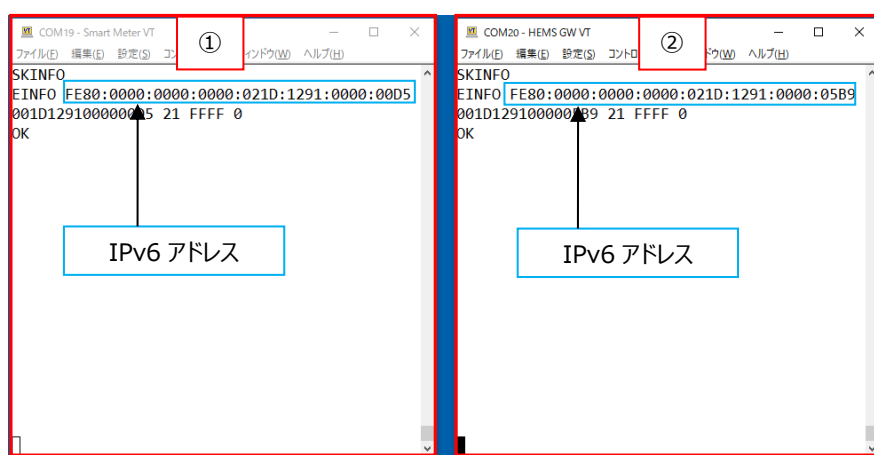 COM19 - Smart Meter VT
①
ファイル(F) 編集(E) 設定(S) ィンドウ(W) ヘルプ(H)
SKINFO
EINFO FE80:0000:0000:0000:021D:1291:0000:00D5
21 FFFF 0
OK
IPv6 アドレス
COM20 - HEMS GW VT
②
ファイル(F) 編集(E) 設定(S) コントロ ドウ(W) ヘルプ(H)
SKINFO
EINFO FE80:0000:0000:0000:021D:1291:0000:05B9
21 FFFF 0
OK
IPv6 アドレス